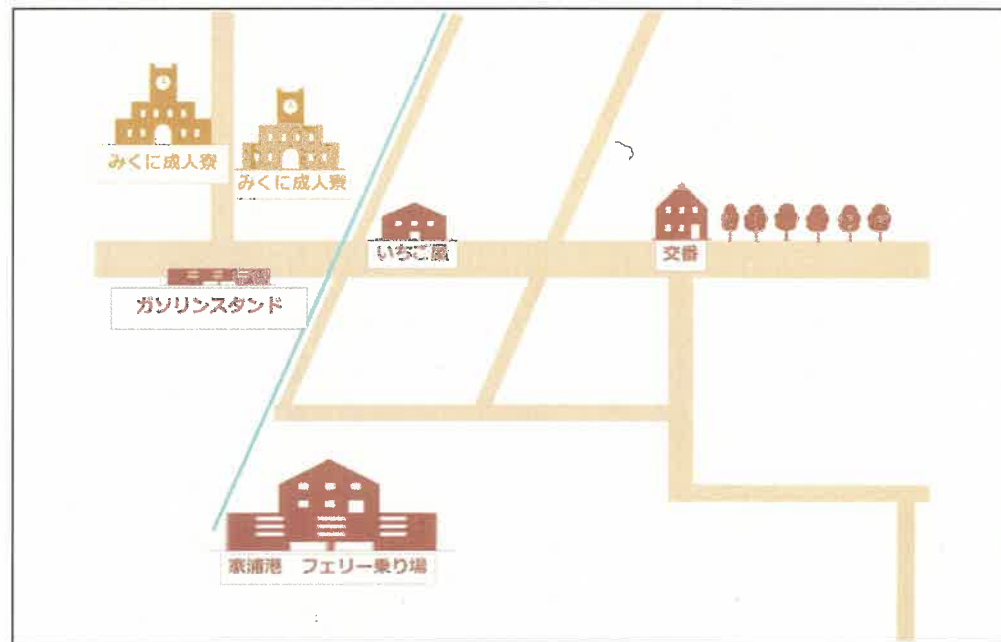 みくに成人寮
みくに成人寮
いちご屋
交番
ガソリンスタンド
家浦港　フェリー乗り場